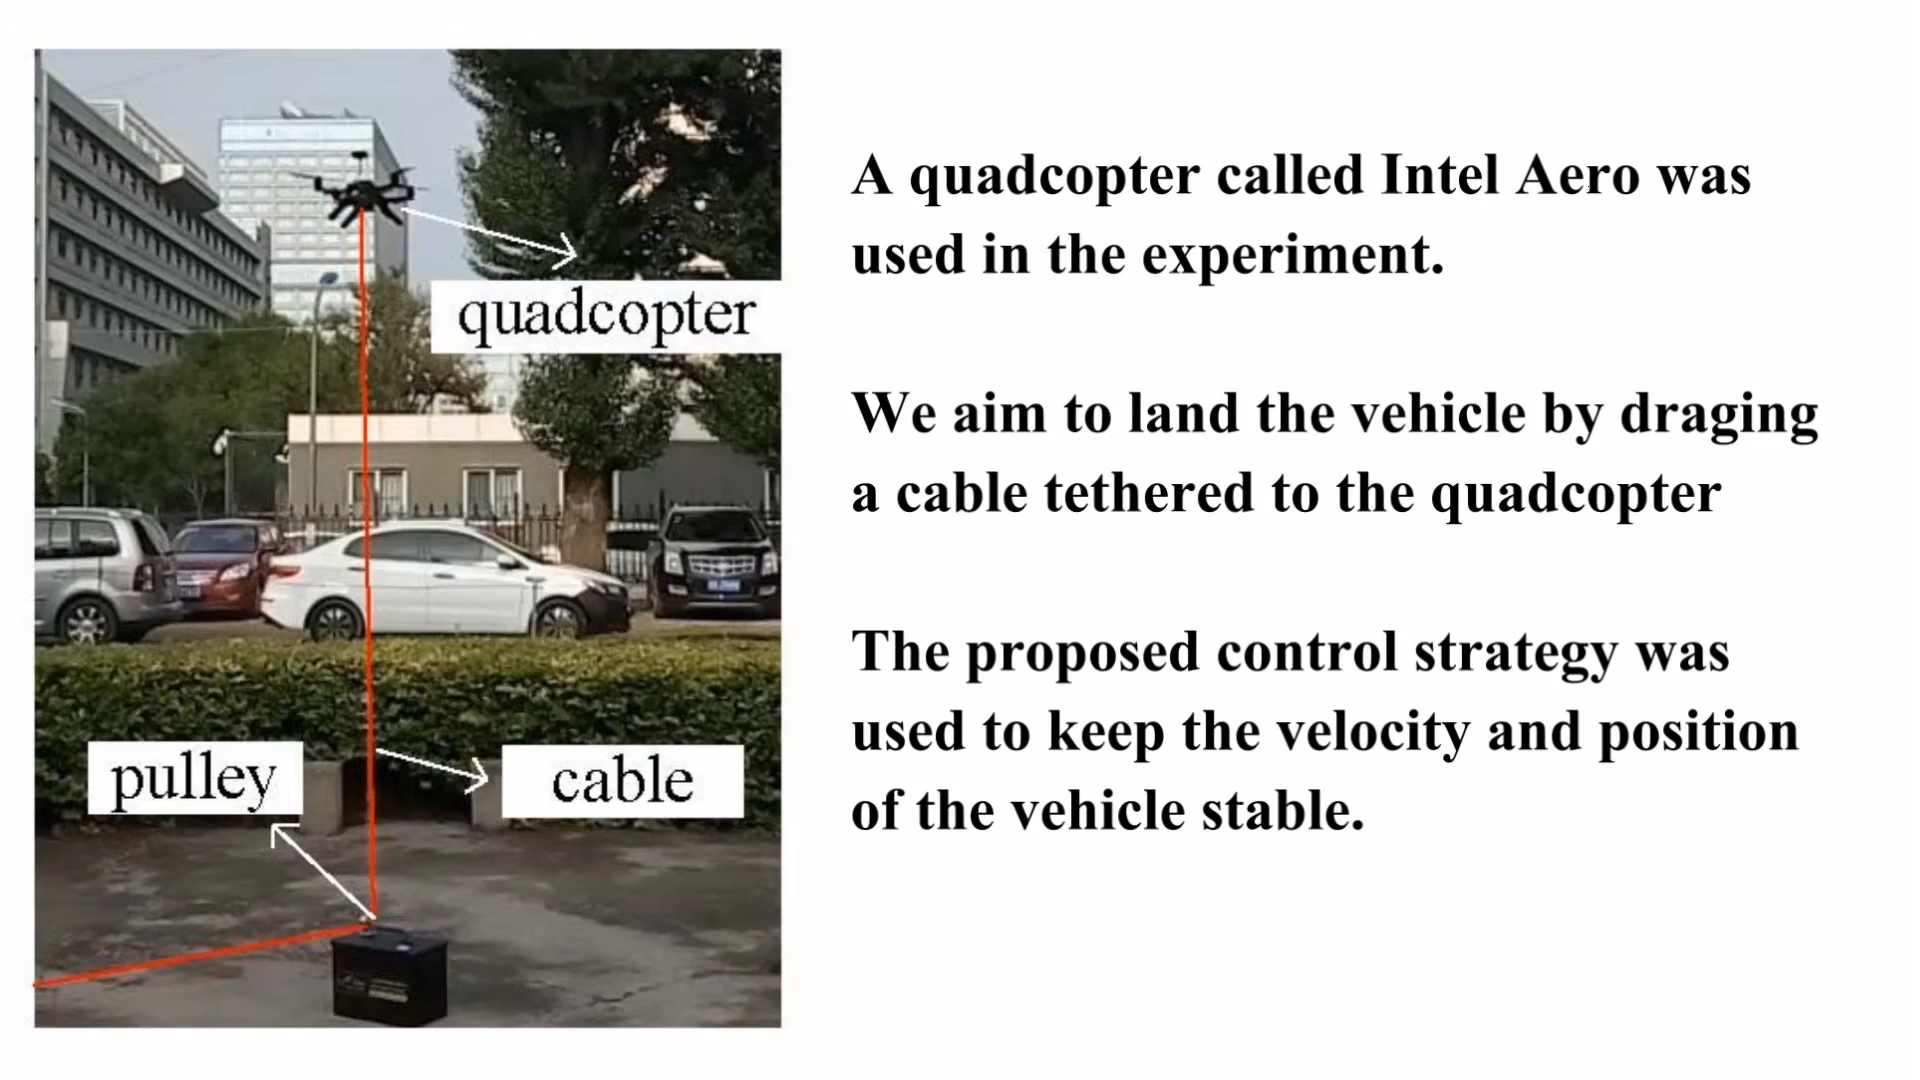 quadcopter
pulley
cable
A quadcopter called Intel Aero was
used in the experiment.
We aim to land the vehicle by draging
a cable tethered to the quadcopter
The proposed control strategy was
used to keep the velocity and position
of the vehicle stable.